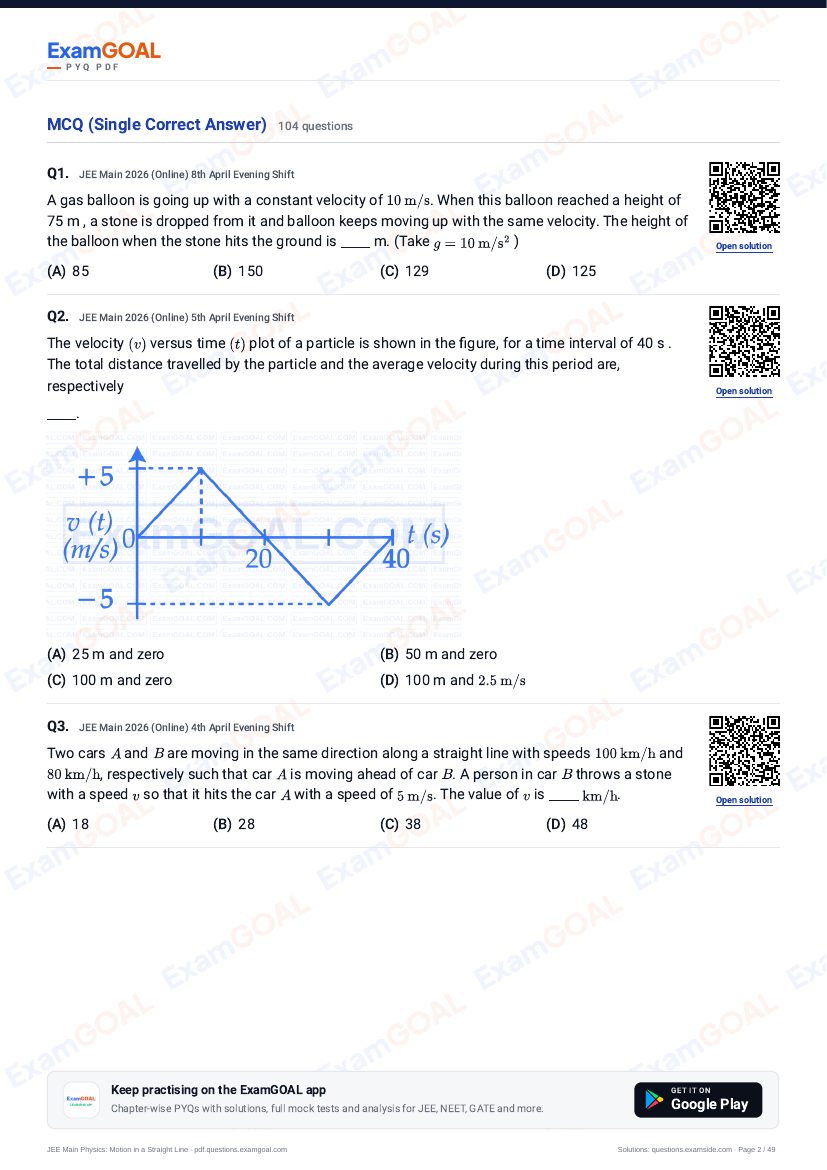 ExamGOAL
PYQ PDF
MCQ (Single Correct Answer) 104 questions
Q1. JEE Main 2026 (Online) 8th April Evening Shift
A gas balloon is going up with a constant velocity of 10 m/s. When this balloon reached a height of
75 m , a stone is dropped from it and balloon keeps moving up with the same velocity. The height of
the balloon when the stone hits the ground is ____ m. (Take g = 10 m/s² )
Open solution
(A) 85 (B) 150 (C) 129 (D) 125
Q2. JEE Main 2026 (Online) 5th April Evening Shift
The velocity (v) versus time (t) plot of a particle is shown in the figure, for a time interval of 40 s .
The total distance travelled by the particle and the average velocity during this period are,
respectively
____.
Open solution
+5
v (t)
(m/s)
0
20
40
t (s)
−5
ExamGOAL.COM
(A) 25 m and zero (B) 50 m and zero
(C) 100 m and zero (D) 100 m and 2.5 m/s
Q3. JEE Main 2026 (Online) 4th April Evening Shift
Two cars A and B are moving in the same direction along a straight line with speeds 100 km/h and
80 km/h, respectively such that car A is moving ahead of car B. A person in car B throws a stone
with a speed v so that it hits the car A with a speed of 5 m/s. The value of v is ____ km/h.
Open solution
(A) 18 (B) 28 (C) 38 (D) 48
ExamGOAL
Keep practising on the ExamGOAL app
Chapter-wise PYQs with solutions, full mock tests and analysis for JEE, NEET, GATE and more.
GET IT ON
Google Play
JEE Main Physics: Motion in a Straight Line · pdf.questions.examgoal.com
Solutions: questions.examside.com · Page 2 / 49